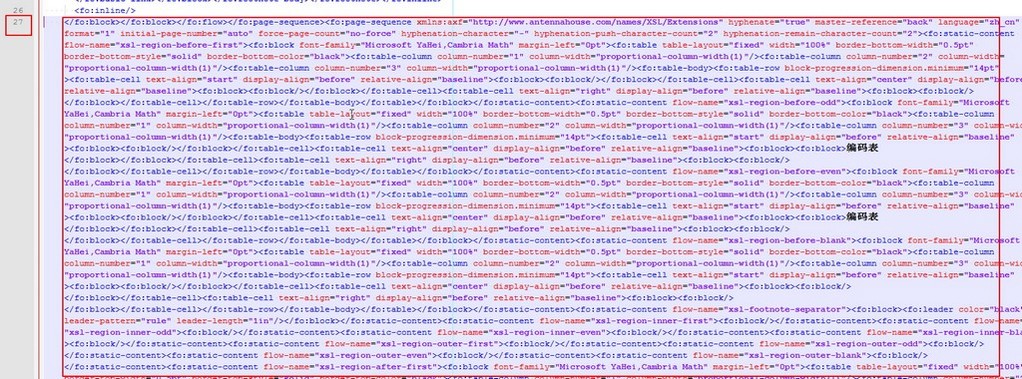 26 <fo:inline/>
27 </fo:block></fo:block></fo:flow></fo:page-sequence><fo:page-sequence xmlns:axf="http://www.antennahouse.com/names/XSL/Extensions" hyphenate="true" master-reference="back" language="zh_cn"
format="1" initial-page-number="auto" force-page-count="no-force" hyphenation-character="-" hyphenation-push-character-count="2" hyphenation-remain-character-count="2"><fo:static-content
flow-name="xsl-region-before-first"><fo:block font-family="Microsoft YaHei,Cambria Math" margin-left="0pt"><fo:table table-layout="fixed" width="100%" border-bottom-width="0.5pt"
border-bottom-style="solid" border-bottom-color="black"><fo:table-column column-number="1" column-width="proportional-column-width(1)"/><fo:table-column column-number="2" column-width=
"proportional-column-width(1)"/><fo:table-column column-number="3" column-width="proportional-column-width(1)"/><fo:table-body><fo:table-row block-progression-dimension.minimum="14pt"
><fo:table-cell text-align="start" display-align="before" relative-align="baseline"><fo:block><fo:block/></fo:block></fo:table-cell><fo:table-cell text-align="center" display-align="before"
relative-align="baseline"><fo:block><fo:block/></fo:block></fo:table-cell><fo:table-cell text-align="right" display-align="before" relative-align="baseline"><fo:block><fo:block/>
</fo:block></fo:table-cell></fo:table-row></fo:table-body></fo:table></fo:block></fo:static-content><fo:static-content flow-name="xsl-region-before-odd"><fo:block font-family="Microsoft
YaHei,Cambria Math" margin-left="0pt"><fo:table table-layout="fixed" width="100%" border-bottom-width="0.5pt" border-bottom-style="solid" border-bottom-color="black"><fo:table-column
column-number="1" column-width="proportional-column-width(1)"/><fo:table-column column-number="2" column-width="proportional-column-width(1)"/><fo:table-column column-number="3" column-width=
"proportional-column-width(1)"/><fo:table-body><fo:table-row block-progression-dimension.minimum="14pt"><fo:table-cell text-align="start" display-align="before" relative-align="baseline"
><fo:block><fo:block/></fo:block></fo:table-cell><fo:table-cell text-align="center" display-align="before" relative-align="baseline"><fo:block><fo:block/>编码表
</fo:block></fo:table-cell><fo:table-cell text-align="right" display-align="before" relative-align="baseline"><fo:block><fo:block/>
</fo:block></fo:table-cell></fo:table-row></fo:table-body></fo:table></fo:block></fo:static-content><fo:static-content flow-name="xsl-region-before-even"><fo:block font-family="Microsoft
YaHei,Cambria Math" margin-left="0pt"><fo:table table-layout="fixed" width="100%" border-bottom-width="0.5pt" border-bottom-style="solid" border-bottom-color="black"><fo:table-column
column-number="1" column-width="proportional-column-width(1)"/><fo:table-column column-number="2" column-width="proportional-column-width(1)"/><fo:table-column column-number="3" column-width=
"proportional-column-width(1)"/><fo:table-body><fo:table-row block-progression-dimension.minimum="14pt"><fo:table-cell text-align="start" display-align="before" relative-align="baseline"
><fo:block><fo:block/></fo:block></fo:table-cell><fo:table-cell text-align="center" display-align="before" relative-align="baseline"><fo:block><fo:block/>编码表
</fo:block></fo:table-cell><fo:table-cell text-align="right" display-align="before" relative-align="baseline"><fo:block><fo:block/>
</fo:block></fo:table-cell></fo:table-row></fo:table-body></fo:table></fo:block></fo:static-content><fo:static-content flow-name="xsl-region-before-blank"><fo:block font-family="Microsoft
YaHei,Cambria Math" margin-left="0pt"><fo:table table-layout="fixed" width="100%" border-bottom-width="0.5pt" border-bottom-style="solid" border-bottom-color="black"><fo:table-column
column-number="1" column-width="proportional-column-width(1)"/><fo:table-column column-number="2" column-width="proportional-column-width(1)"/><fo:table-column column-number="3" column-width=
"proportional-column-width(1)"/><fo:table-body><fo:table-row block-progression-dimension.minimum="14pt"><fo:table-cell text-align="start" display-align="before" relative-align="baseline"
><fo:block><fo:block/></fo:block></fo:table-cell><fo:table-cell text-align="center" display-align="before" relative-align="baseline"><fo:block><fo:block/>
</fo:block></fo:table-cell><fo:table-cell text-align="right" display-align="before" relative-align="baseline"><fo:block><fo:block/>
</fo:block></fo:table-cell></fo:table-row></fo:table-body></fo:table></fo:block></fo:static-content><fo:static-content flow-name="xsl-footnote-separator"><fo:block><fo:leader color="black"
leader-pattern="rule" leader-length="1in"/></fo:block></fo:static-content><fo:static-content flow-name="xsl-region-inner-first"><fo:block/></fo:static-content><fo:static-content flow-name=
"xsl-region-inner-odd"><fo:block/></fo:static-content><fo:static-content flow-name="xsl-region-inner-even"><fo:block/></fo:static-content><fo:static-content flow-name="xsl-region-inner-bla
><fo:block/></fo:static-content><fo:static-content flow-name="xsl-region-outer-first"><fo:block/></fo:static-content><fo:static-content flow-name="xsl-region-outer-odd"><fo:block/>
</fo:static-content><fo:static-content flow-name="xsl-region-outer-even"><fo:block/></fo:static-content><fo:static-content flow-name="xsl-region-outer-blank"><fo:block/>
</fo:static-content><fo:static-content flow-name="xsl-region-after-first"><fo:block font-family="Microsoft YaHei,Cambria Math" margin-left="0pt"><fo:table table-layout="fixed" width="100%"